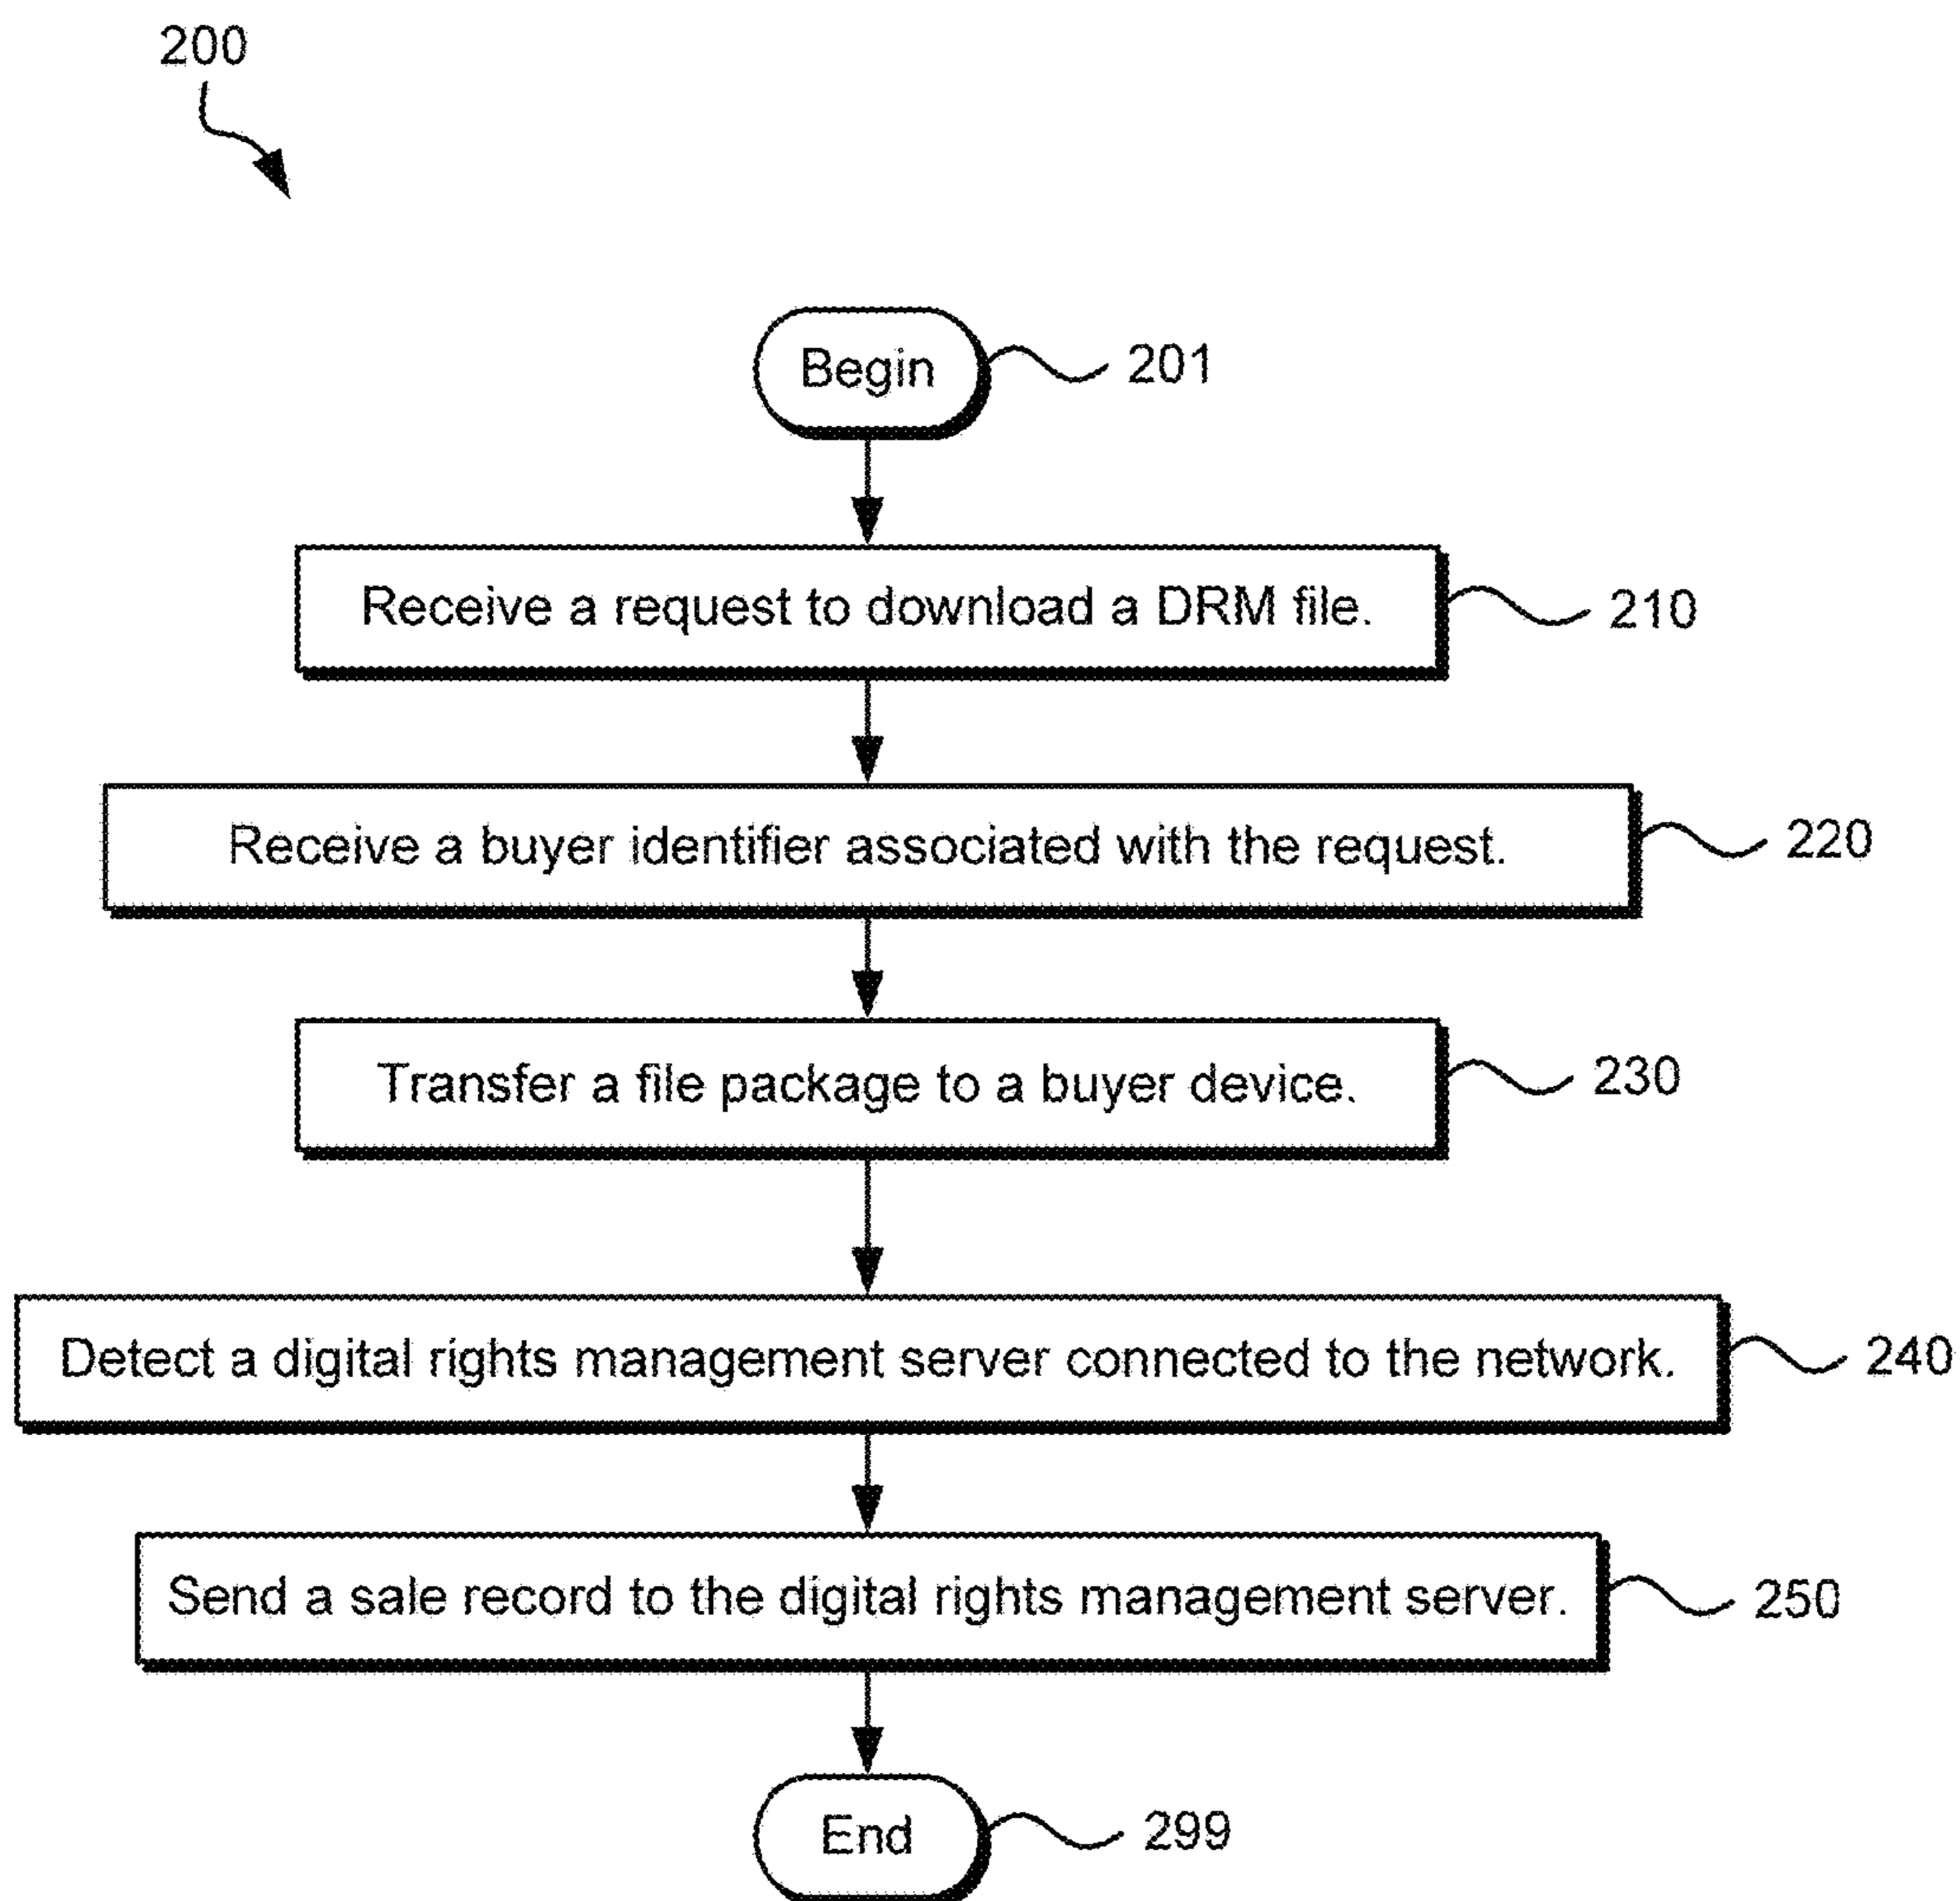 200
Begin
201
Receive a request to download a DRM file.
210
Receive a buyer identifier associated with the request.
220
Transfer a file package to a buyer device.
230
Detect a digital rights management server connected to the network.
240
Send a sale record to the digital rights management server.
250
End
299